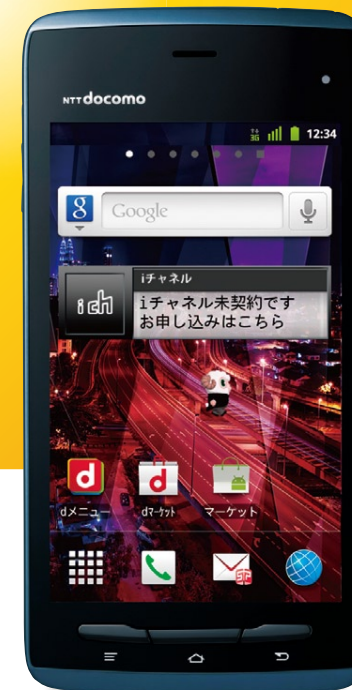 NTT docomo
3G 12:34
g Google
iチャネル
ich
iチャネル未契約です
お申し込みはこちら
d d
dメニュー dマーケット マーケット